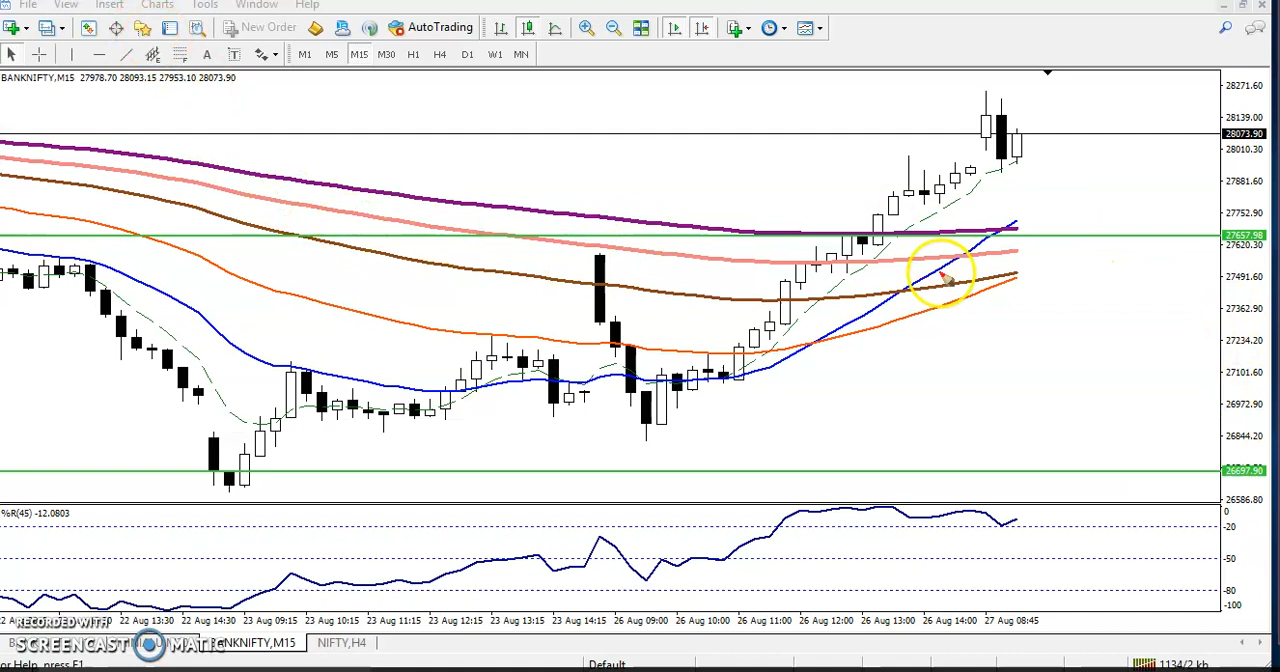 File View Insert Charts Tools Window Help
New Order AutoTrading
A T M1 M5 M15 M30 H1 H4 D1 W1 MN
BANKNIFTY,M15 27978.70 28093.15 27953.10 28073.90
28271.60
28139.00
28073.90
28010.30
27881.60
27752.90
27657.98
27620.30
27491.60
27362.90
27234.20
27101.60
26972.90
26844.20
26697.90
26586.80
%R(45) -12.0803
0
-20
-50
-80
-100
22 Aug 13:30 22 Aug 14:30 23 Aug 09:15 23 Aug 10:15 23 Aug 11:15 23 Aug 12:15 23 Aug 13:15 23 Aug 14:15 26 Aug 09:00 26 Aug 10:00 26 Aug 11:00 26 Aug 12:00 26 Aug 13:00 26 Aug 14:00 27 Aug 08:45
RECORDED WITH
SCREENCAST MATIC
BANKNIFTY,M15 NIFTY,H4
or Help, press F1 Default 1134/2 kb